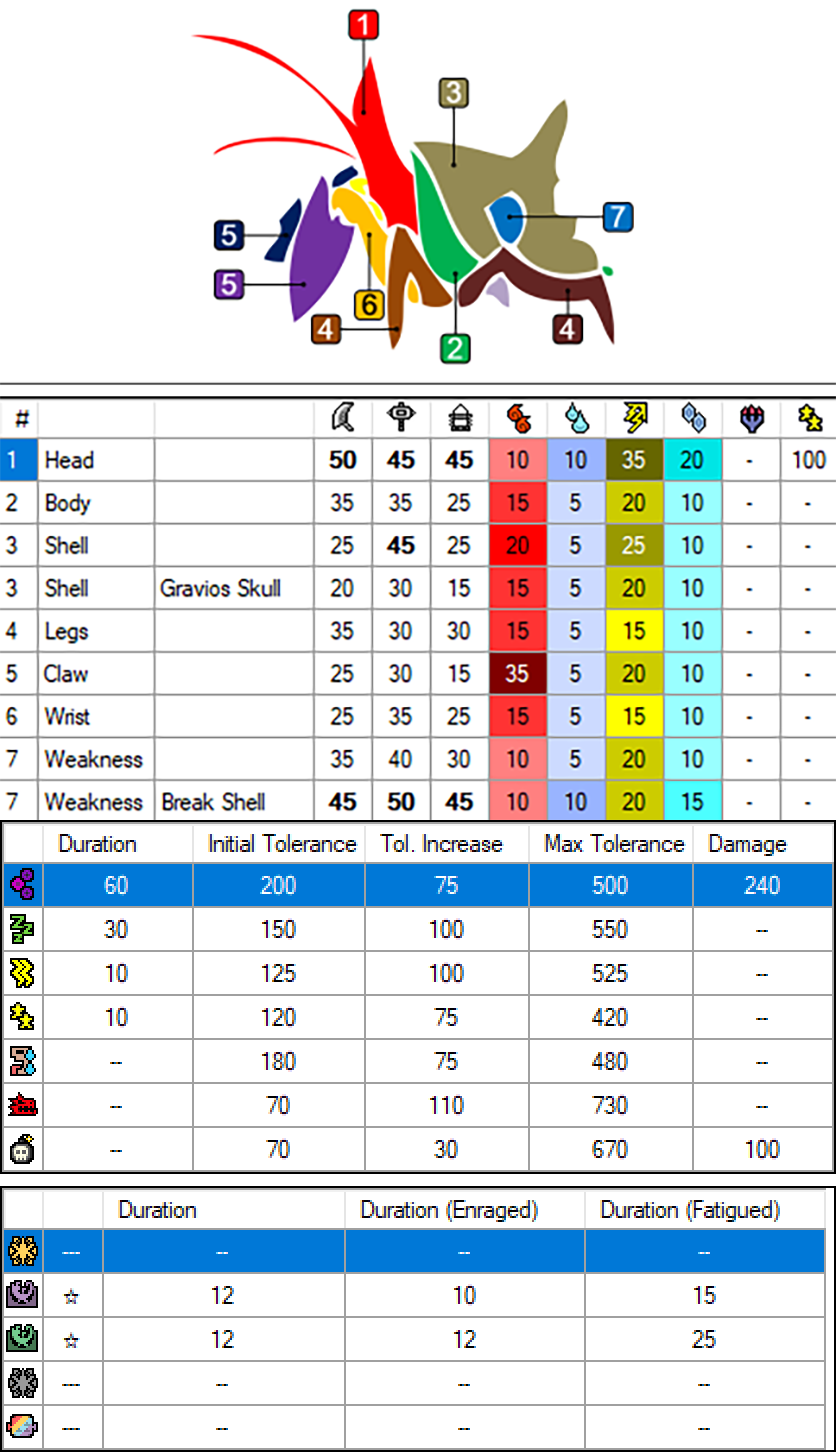 1
3
7
5
5
6
4
4
2
#
1 Head 50 45 45 10 10 35 20 - 100
2 Body 35 35 25 15 5 20 10 - -
3 Shell 25 45 25 20 5 25 10 - -
3 Shell Gravios Skull 20 30 15 15 5 20 10 - -
4 Legs 35 30 30 15 5 15 10 - -
5 Claw 25 30 15 35 5 20 10 - -
6 Wrist 25 35 25 15 5 15 10 - -
7 Weakness 35 40 30 10 5 20 10 - -
7 Weakness Break Shell 45 50 45 10 10 20 15 - -
Duration Initial Tolerance Tol. Increase Max Tolerance Damage
60 200 75 500 240
30 150 100 550 --
10 125 100 525 --
10 120 75 420 --
-- 180 75 480 --
-- 70 110 730 --
-- 70 30 670 100
Duration Duration (Enraged) Duration (Fatigued)
--- -- -- --
☆ 12 10 15
☆ 12 12 25
--- -- -- --
--- -- -- --